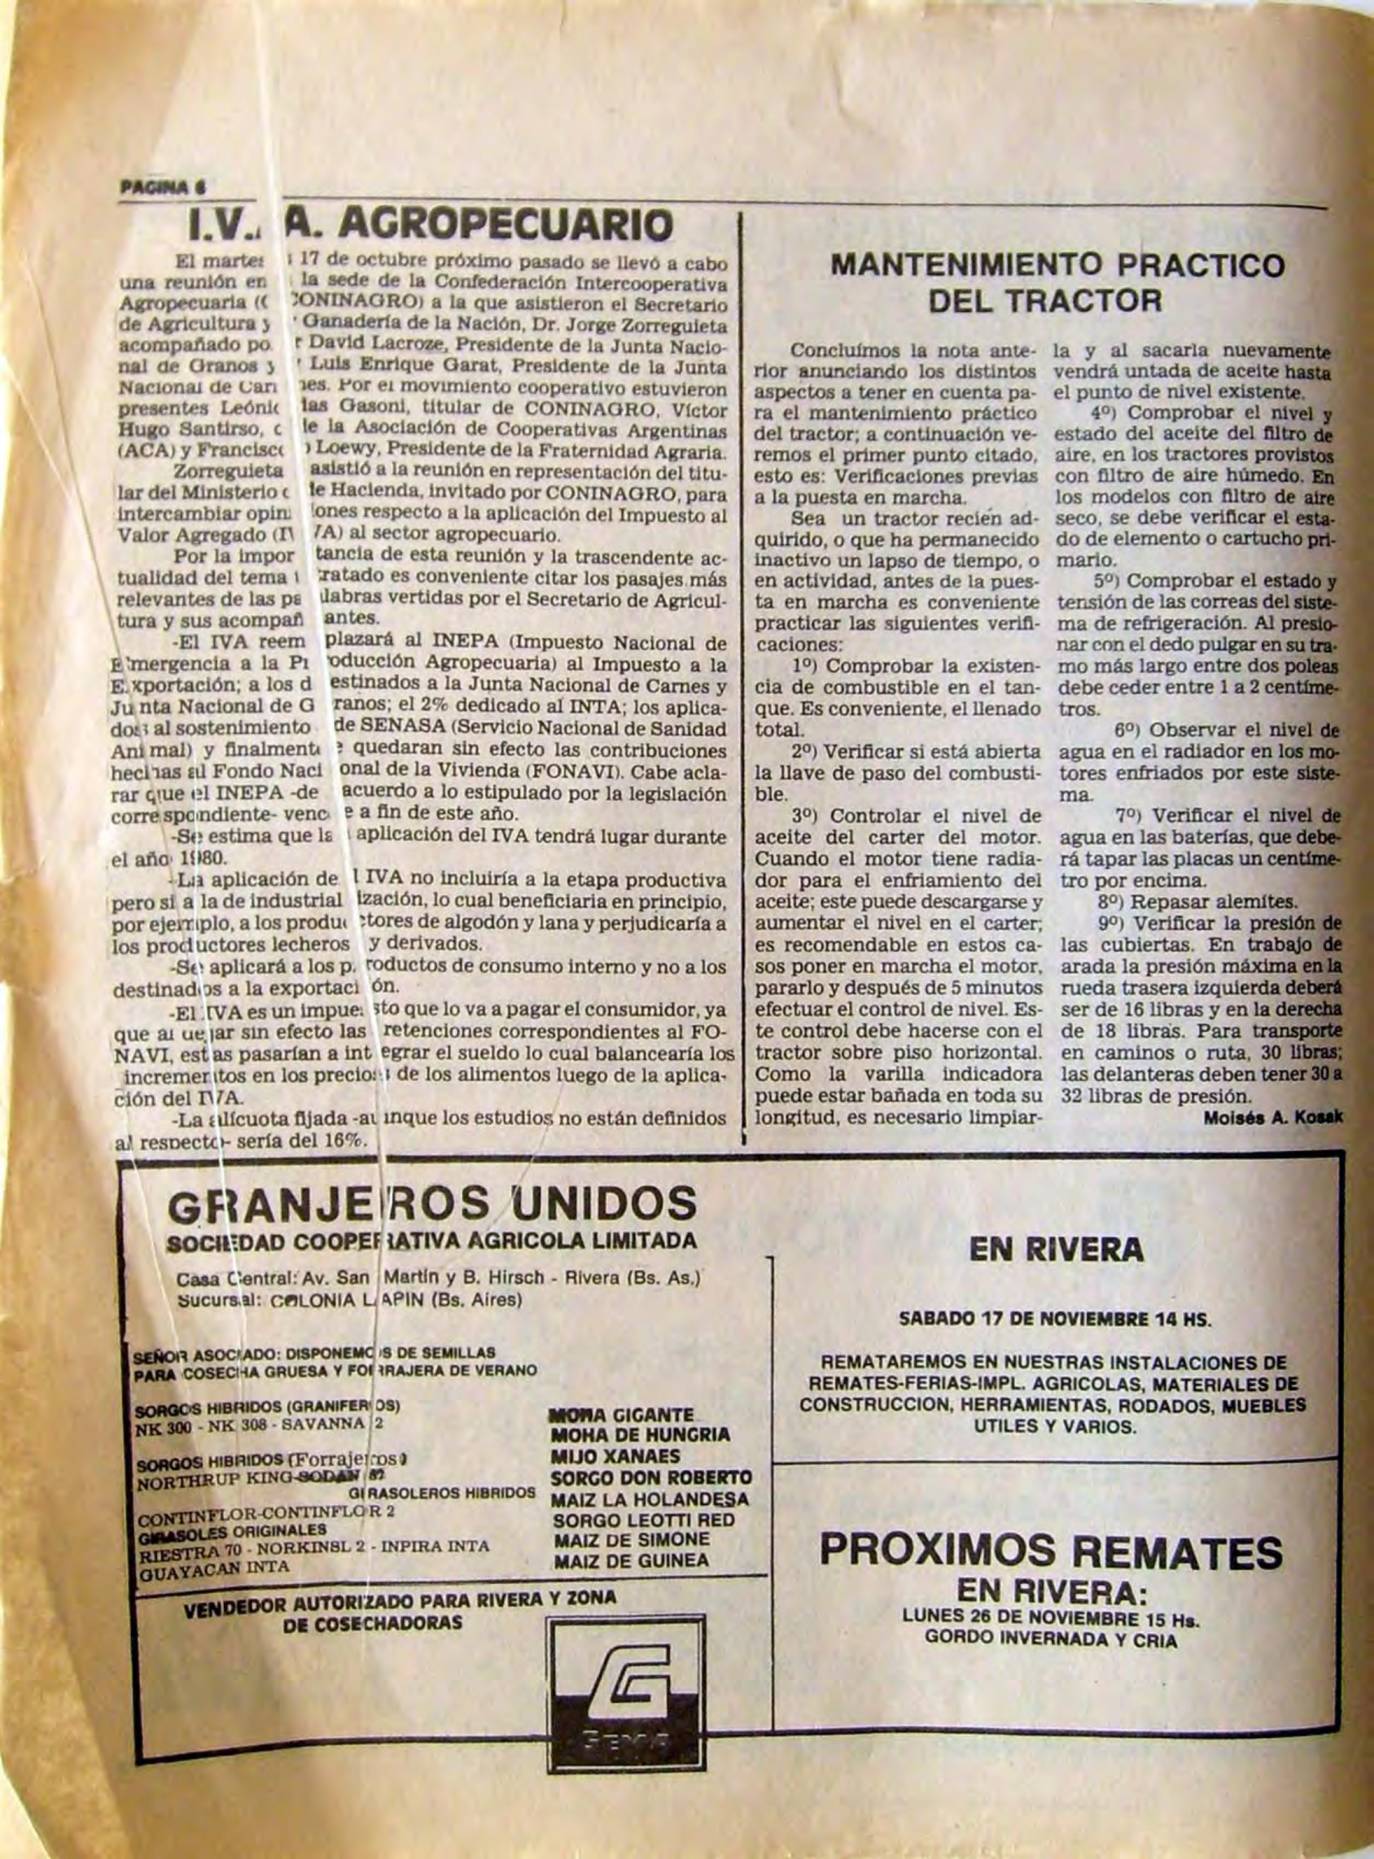 PAGINA 6
I.V.A. AGROPECUARIO
El martes 17 de octubre próximo pasado se llevó a cabo
una reunión en la sede de la Confederación Intercooperativa
Agropecuaria (CONINAGRO) a la que asistieron el Secretario
de Agricultura y Ganadería de la Nación, Dr. Jorge Zorreguieta
acompañado por David Lacroze, Presidente de la Junta Nacio-
nal de Granos y Luis Enrique Garat, Presidente de la Junta
Nacional de Carnes. Por el movimiento cooperativo estuvieron
presentes Leónidas Gasoni, titular de CONINAGRO, Víctor
Hugo Santirso, de la Asociación de Cooperativas Argentinas
(ACA) y Francisco Loewy, Presidente de la Fraternidad Agraria.
Zorreguieta asistió a la reunión en representación del titu-
lar del Ministerio de Hacienda, invitado por CONINAGRO, para
intercambiar opiniones respecto a la aplicación del Impuesto al
Valor Agregado (IVA) al sector agropecuario.
Por la importancia de esta reunión y la trascendente ac-
tualidad del tema tratado es conveniente citar los pasajes más
relevantes de las palabras vertidas por el Secretario de Agricul-
tura y sus acompañantes.
-El IVA reemplazará al INEPA (Impuesto Nacional de
Emergencia a la Producción Agropecuaria) al Impuesto a la
Exportación; a los destinados a la Junta Nacional de Carnes y
Junta Nacional de Granos; el 2% dedicado al INTA; los aplica-
dos al sostenimiento de SENASA (Servicio Nacional de Sanidad
Animal) y finalmente quedaran sin efecto las contribuciones
hechas al Fondo Nacional de la Vivienda (FONAVI). Cabe acla-
rar que el INEPA -de acuerdo a lo estipulado por la legislación
correspondiente- vence a fin de este año.
-Se estima que la aplicación del IVA tendrá lugar durante
el año 1980.
-La aplicación del IVA no incluiría a la etapa productiva
pero si a la de industrialización, lo cual beneficiaria en principio,
por ejemplo, a los productores de algodón y lana y perjudicaría a
los productores lecheros y derivados.
-Se aplicará a los productos de consumo interno y no a los
destinados a la exportación.
-El IVA es un impuesto que lo va a pagar el consumidor, ya
que al dejar sin efecto las retenciones correspondientes al FO-
NAVI, estas pasarían a integrar el sueldo lo cual balancearía los
incrementos en los precios de los alimentos luego de la aplica-
ción del IVA.
-La alícuota fijada -aunque los estudios no están definidos
al respecto- sería del 16%.
MANTENIMIENTO PRACTICO
DEL TRACTOR
Concluímos la nota ante-
rior anunciando los distintos
aspectos a tener en cuenta pa-
ra el mantenimiento práctico
del tractor; a continuación ve-
remos el primer punto citado,
esto es: Verificaciones previas
a la puesta en marcha.
Sea un tractor recién ad-
quirido, o que ha permanecido
inactivo un lapso de tiempo, o
en actividad, antes de la pues-
ta en marcha es conveniente
practicar las siguientes verifi-
caciones:
1º) Comprobar la existen-
cia de combustible en el tan-
que. Es conveniente, el llenado
total.
2º) Verificar si está abierta
la llave de paso del combusti-
ble.
3º) Controlar el nivel de
aceite del carter del motor.
Cuando el motor tiene radia-
dor para el enfriamiento del
aceite; este puede descargarse y
aumentar el nivel en el carter;
es recomendable en estos ca-
sos poner en marcha el motor,
pararlo y después de 5 minutos
efectuar el control de nivel. Es-
te control debe hacerse con el
tractor sobre piso horizontal.
Como la varilla indicadora
puede estar bañada en toda su
longitud, es necesario limpiar-
la y al sacarla nuevamente
vendrá untada de aceite hasta
el punto de nivel existente.
4º) Comprobar el nivel y
estado del aceite del filtro de
aire, en los tractores provistos
con filtro de aire húmedo. En
los modelos con filtro de aire
seco, se debe verificar el esta-
do de elemento o cartucho pri-
mario.
5º) Comprobar el estado y
tensión de las correas del siste-
ma de refrigeración. Al presio-
nar con el dedo pulgar en su tra-
mo más largo entre dos poleas
debe ceder entre 1 a 2 centíme-
tros.
6º) Observar el nivel de
agua en el radiador en los mo-
tores enfriados por este siste-
ma.
7º) Verificar el nivel de
agua en las baterías, que debe-
rá tapar las placas un centíme-
tro por encima.
8º) Repasar alemites.
9º) Verificar la presión de
las cubiertas. En trabajo de
arada la presión máxima en la
rueda trasera izquierda deberá
ser de 16 libras y en la derecha
de 18 libras. Para transporte
en caminos o ruta, 30 libras;
las delanteras deben tener 30 a
32 libras de presión.
Moisés A. Kosak
GRANJEROS UNIDOS
SOCIEDAD COOPERATIVA AGRICOLA LIMITADA
Casa Central: Av. San Martín y B. Hirsch - Rivera (Bs. As.)
Sucursal: COLONIA LAPIN (Bs. Aires)
SEÑOR ASOCIADO: DISPONEMOS DE SEMILLAS
PARA COSECHA GRUESA Y FORRAJERA DE VERANO
SORGOS HIBRIDOS (GRANIFEROS)
NK 300 - NK 308 - SAVANNA 2
SORGOS HIBRIDOS (Forrajeros)
NORTHRUP KING-SODAN
GIRASOLEROS HIBRIDOS
CONTINFLOR-CONTINFLOR 2
GIRASOLES ORIGINALES
RIESTRA 70 - NORKINSL 2 - INPIRA INTA
GUAYACAN INTA
MOHA GIGANTE
MOHA DE HUNGRIA
MIJO XANAES
SORGO DON ROBERTO
MAIZ LA HOLANDESA
SORGO LEOTTI RED
MAIZ DE SIMONE
MAIZ DE GUINEA
VENDEDOR AUTORIZADO PARA RIVERA Y ZONA
DE COSECHADORAS
G
EN RIVERA
SABADO 17 DE NOVIEMBRE 14 HS.
REMATAREMOS EN NUESTRAS INSTALACIONES DE
REMATES-FERIAS-IMPL. AGRICOLAS, MATERIALES DE
CONSTRUCCION, HERRAMIENTAS, RODADOS, MUEBLES
UTILES Y VARIOS.
PROXIMOS REMATES
EN RIVERA:
LUNES 26 DE NOVIEMBRE 15 Hs.
GORDO INVERNADA Y CRIA